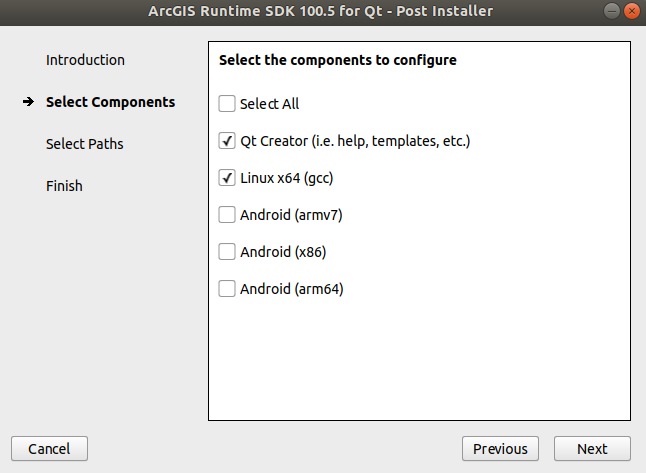 ArcGIS Runtime SDK 100.5 for Qt - Post Installer
Introduction
Select Components
Select Paths
Finish
Select the components to configure
Select All
Qt Creator (i.e. help, templates, etc.)
Linux x64 (gcc)
Android (armv7)
Android (x86)
Android (arm64)
Cancel
Previous
Next